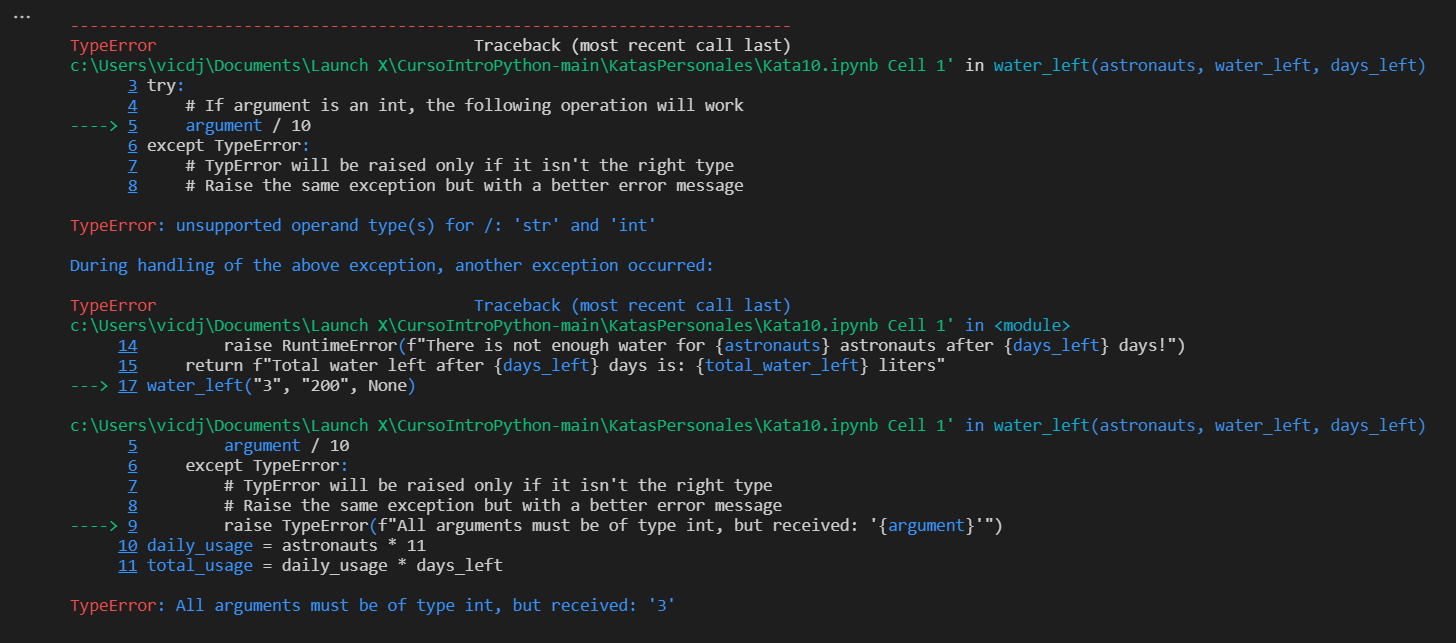 ...
---------------------------------------------------------------------------
TypeError                                 Traceback (most recent call last)
c:\Users\vicdj\Documents\Launch X\CursoIntroPython-main\KatasPersonales\Kata10.ipynb Cell 1' in water_left(astronauts, water_left, days_left)
      3 try:
      4     # If argument is an int, the following operation will work
----> 5     argument / 10
      6 except TypeError:
      7     # TypError will be raised only if it isn't the right type
      8     # Raise the same exception but with a better error message
TypeError: unsupported operand type(s) for /: 'str' and 'int'
During handling of the above exception, another exception occurred:
TypeError                                 Traceback (most recent call last)
c:\Users\vicdj\Documents\Launch X\CursoIntroPython-main\KatasPersonales\Kata10.ipynb Cell 1' in <module>
     14         raise RuntimeError(f"There is not enough water for {astronauts} astronauts after {days_left} days!")
     15     return f"Total water left after {days_left} days is: {total_water_left} liters"
---> 17 water_left("3", "200", None)
c:\Users\vicdj\Documents\Launch X\CursoIntroPython-main\KatasPersonales\Kata10.ipynb Cell 1' in water_left(astronauts, water_left, days_left)
      5         argument / 10
      6     except TypeError:
      7         # TypError will be raised only if it isn't the right type
      8         # Raise the same exception but with a better error message
----> 9         raise TypeError(f"All arguments must be of type int, but received: '{argument}'")
     10 daily_usage = astronauts * 11
     11 total_usage = daily_usage * days_left
TypeError: All arguments must be of type int, but received: '3'